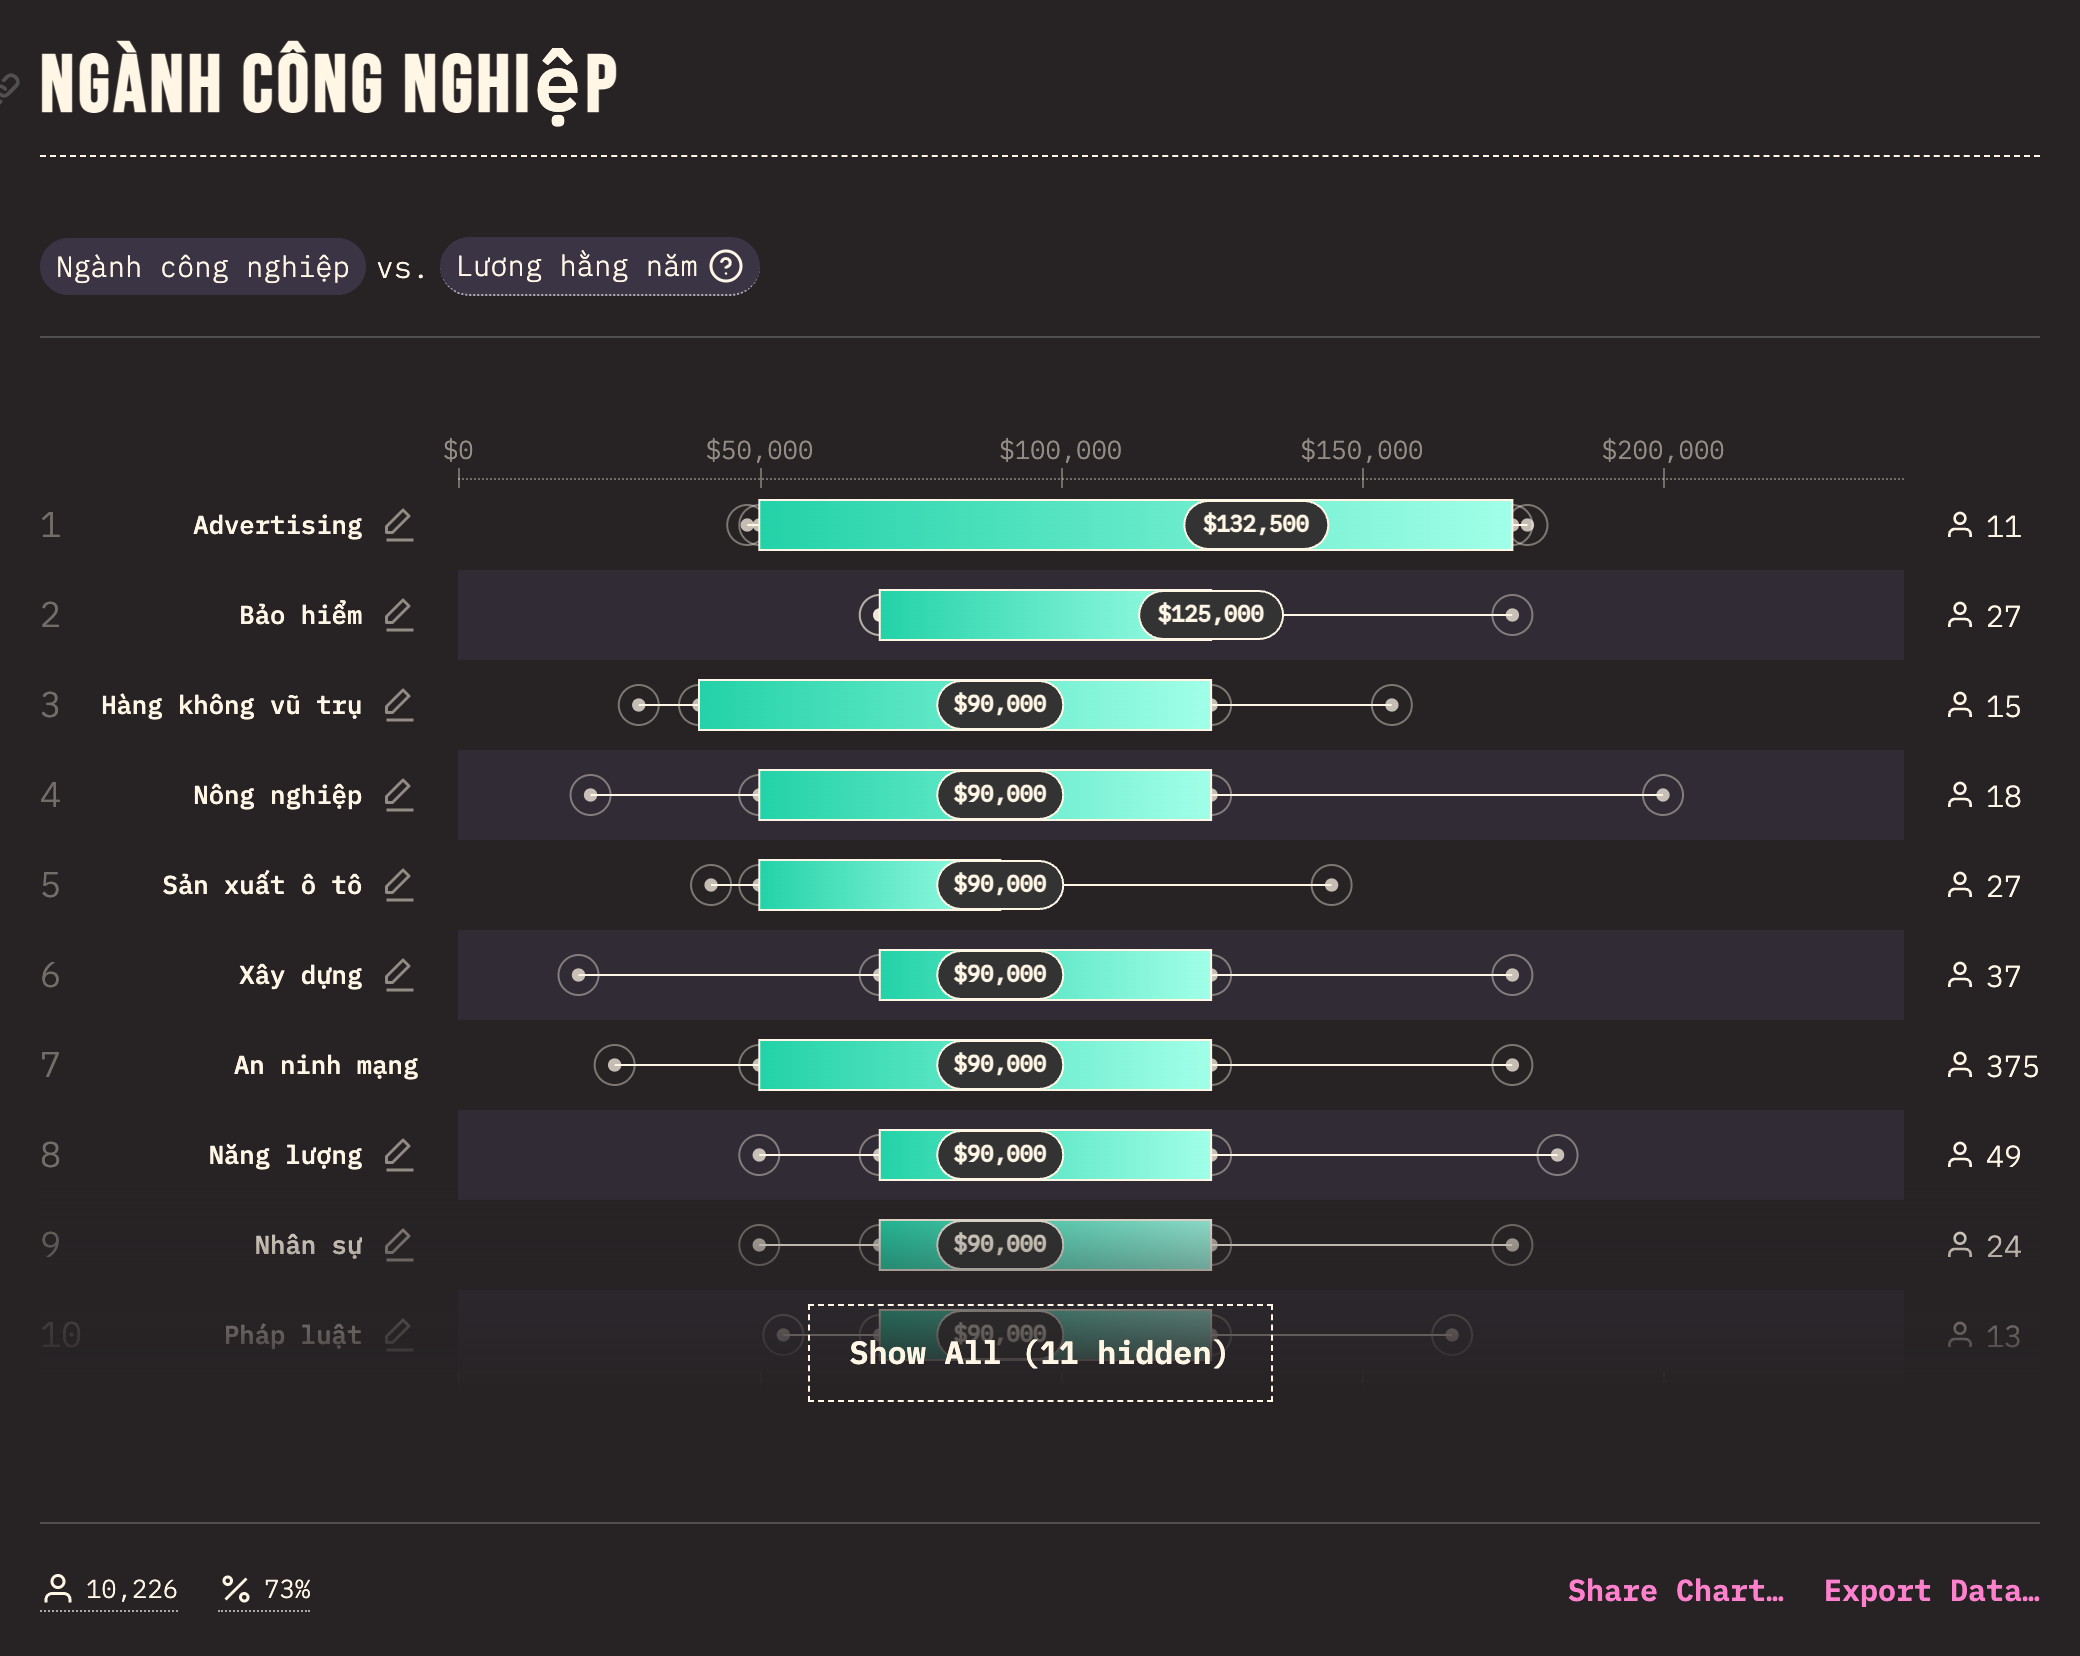 NGÀNH CÔNG NGHIệP
Ngành công nghiệp vs. Lương hằng năm
$0 $50,000 $100,000 $150,000 $200,000
1 Advertising $132,500 11
2 Bảo hiểm $125,000 27
3 Hàng không vũ trụ $90,000 15
4 Nông nghiệp $90,000 18
5 Sản xuất ô tô $90,000 27
6 Xây dựng $90,000 37
7 An ninh mạng $90,000 375
8 Năng lượng $90,000 49
9 Nhân sự $90,000 24
10 Pháp luật $90,000 13
Show All (11 hidden)
10,226 73% Share Chart… Export Data…